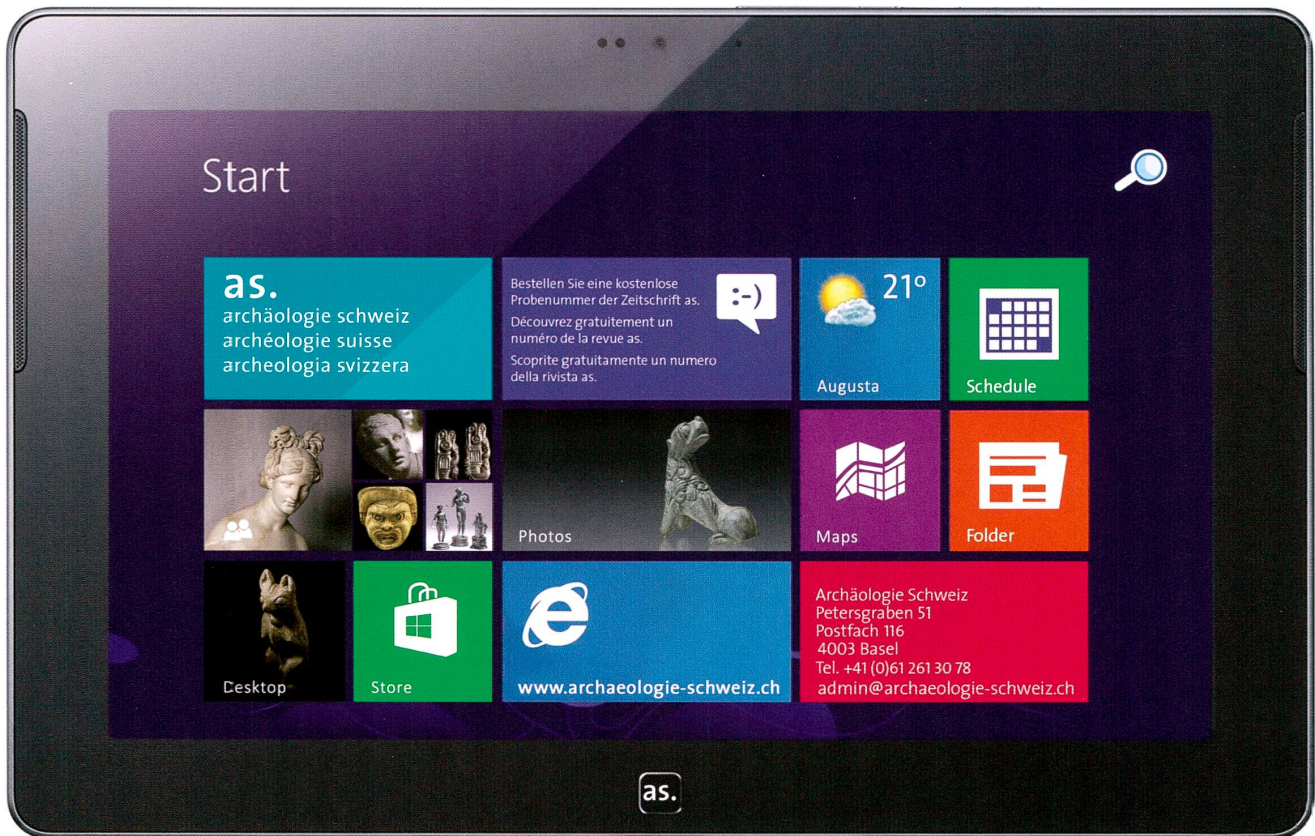 Start
as.
archäologie schweiz
archéologie suisse
archeologia svizzera
Bestellen Sie eine kostenlose
Probenummer der Zeitschrift as.
Découvrez gratuitement un
numéro de la revue as.
Scoprite gratuitamente un numero
della rivista as.
:-)
21°
Augusta
Schedule
Photos
Maps
Folder
Desktop
Store
www.archaeologie-schweiz.ch
Archäologie Schweiz
Petersgraben 51
Postfach 116
4003 Basel
Tel. +41 (0)61 261 30 78
admin@archaeologie-schweiz.ch
as.